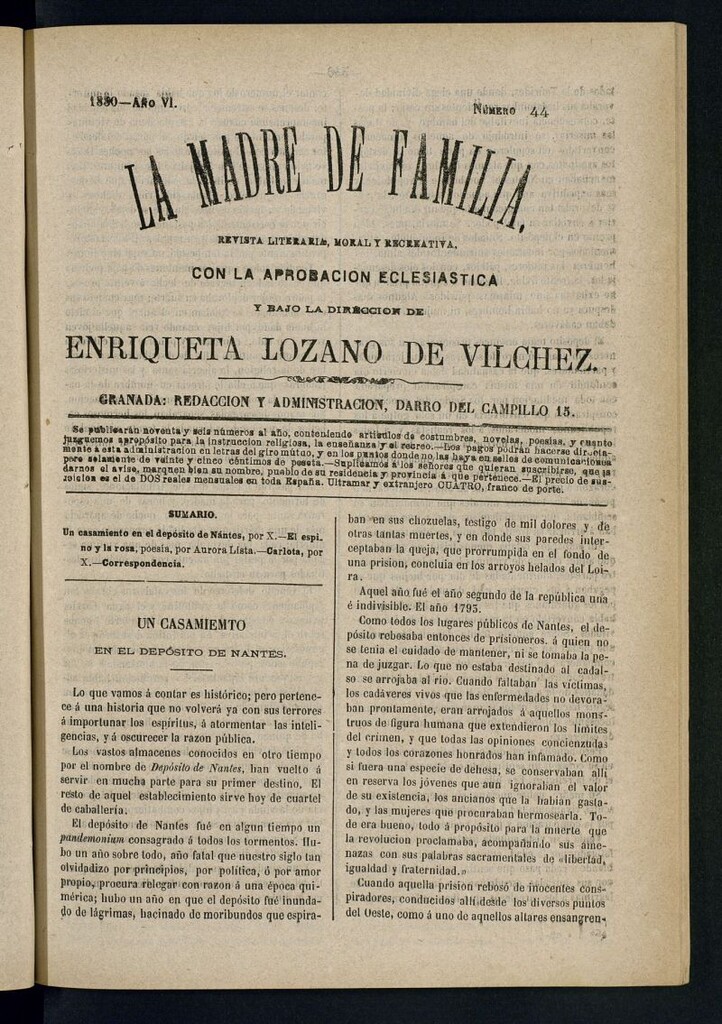 1880—Año VI.
Número 44
LA MADRE DE FAMILIA.
REVISTA LITERARIA, MORAL Y RECREATIVA.
CON LA APROBACION ECLESIASTICA
Y BAJO LA DIRECCION DE
ENRIQUETA LOZANO DE VILCHEZ.
GRANADA: REDACCION Y ADMINISTRACION, DARRO DEL CAMPILLO 15.
Se publicarán noventa y seis números al año, conteniendo artículos de costumbres, novelas, poesías, y cuanto
juzguemos apropósito para la instruccion religiosa, la enseñanza y el recreo.—Los pagos podrán hacerse directa-
mente á esta administracion en letras del giro mútuo, y en los puntos donde no las haya en sellos de comunicaciones
pero solamente de veinte y cinco céntimos de peseta.—Suplicamos á los señores que quieran suscribirse, que al
darnos el aviso, marquen bien su nombre, pueblo de su residencia y provincia á que pertenece.—El precio de sus-
cricion es el de DOS reales mensuales en toda España. Ultramar y extranjero CUATRO, franco de porte.
SUMARIO.
Un casamiento en el depósito de Nántes, por X.—El espi-
no y la rosa, poesía, por Aurora Lista.—Carlota, por
X.—Correspondencia.
UN CASAMIEMTO
EN EL DEPÓSITO DE NANTES.
Lo que vamos á contar es histórico; pero pertene-
ce á una historia que no volverá ya con sus terrores
á importunar los espíritus, á atormentar las inteli-
gencias, y á oscurecer la razon pública.
Los vastos almacenes conocidos en otro tiempo
por el nombre de Depósito de Nantes, han vuelto á
servir en mucha parte para su primer destino. El
resto de aquel establecimiento sirve hoy de cuartel
de caballería.
El depósito de Nantes fué en algun tiempo un
pandemonium consagrado á todos los tormentos. Hu-
bo un año sobre todo, año fatal que nuestro siglo tan
olvidadizo por principios, por política, ó por amor
propio, procura relegar con razon á una época qui-
mérica; hubo un año en que el depósito fué inunda-
do de lágrimas, hacinado de moribundos que espira-
ban en sus chozuelas, testigo de mil dolores y de
otras tantas muertes, y en donde sus paredes inter-
ceptaban la queja, que prorrumpida en el fondo de
una prision, concluia en los arroyos helados del Loi-
ra.
Aquel año fué el año segundo de la república una
é indivisible. El año 1793.
Como todos los lugares públicos de Nantes, el de-
pósito rebosaba entonces de prisioneros. á quien no
se tenia el cuidado de mantener, ni se tomaba la pe-
na de juzgar. Lo que no estaba destinado al cadal-
so se arrojaba al rio. Cuando faltaban las víctimas,
los cadáveres vivos que las enfermedades no devora-
ban prontamente, eran arrojados á aquellos mons-
truos de figura humana que extendieron los límites
del crímen, y que todas las opiniones concienzudas
y todos los corazones honrados han infamado. Como
si fuera una especie de dehesa, se conservaban allí
en reserva los jóvenes que aun ignoraban el valor
de su existencia, los ancianos que la habian gasta-
do, y las mujeres que procuraban hermosearla. To-
do era bueno, todo á propósito para la muerte que
la revolucion proclamaba, acompañando sus ame-
nazas con sus palabras sacramentales de «libertad,
igualdad y fraternidad.»
Cuando aquella prision rebosó de inocentes cons-
piradores, conducidos allí desde los diversos puntos
del Oeste, como á uno de aqnellos altares ensangren-